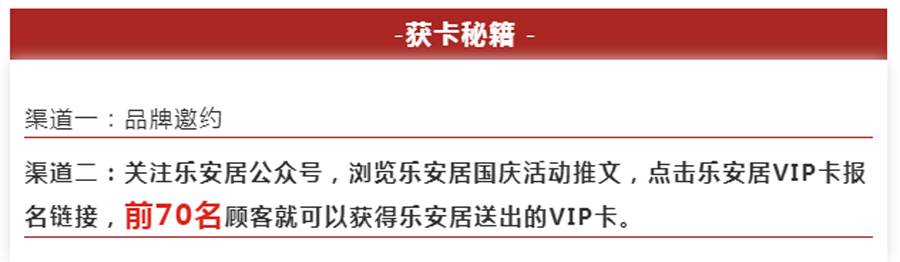 -获卡秘籍 -
渠道一：品牌邀约
渠道二：关注乐安居公众号，浏览乐安居国庆活动推文，点击乐安居VIP卡报
名链接，前70名顾客就可以获得乐安居送出的VIP卡。